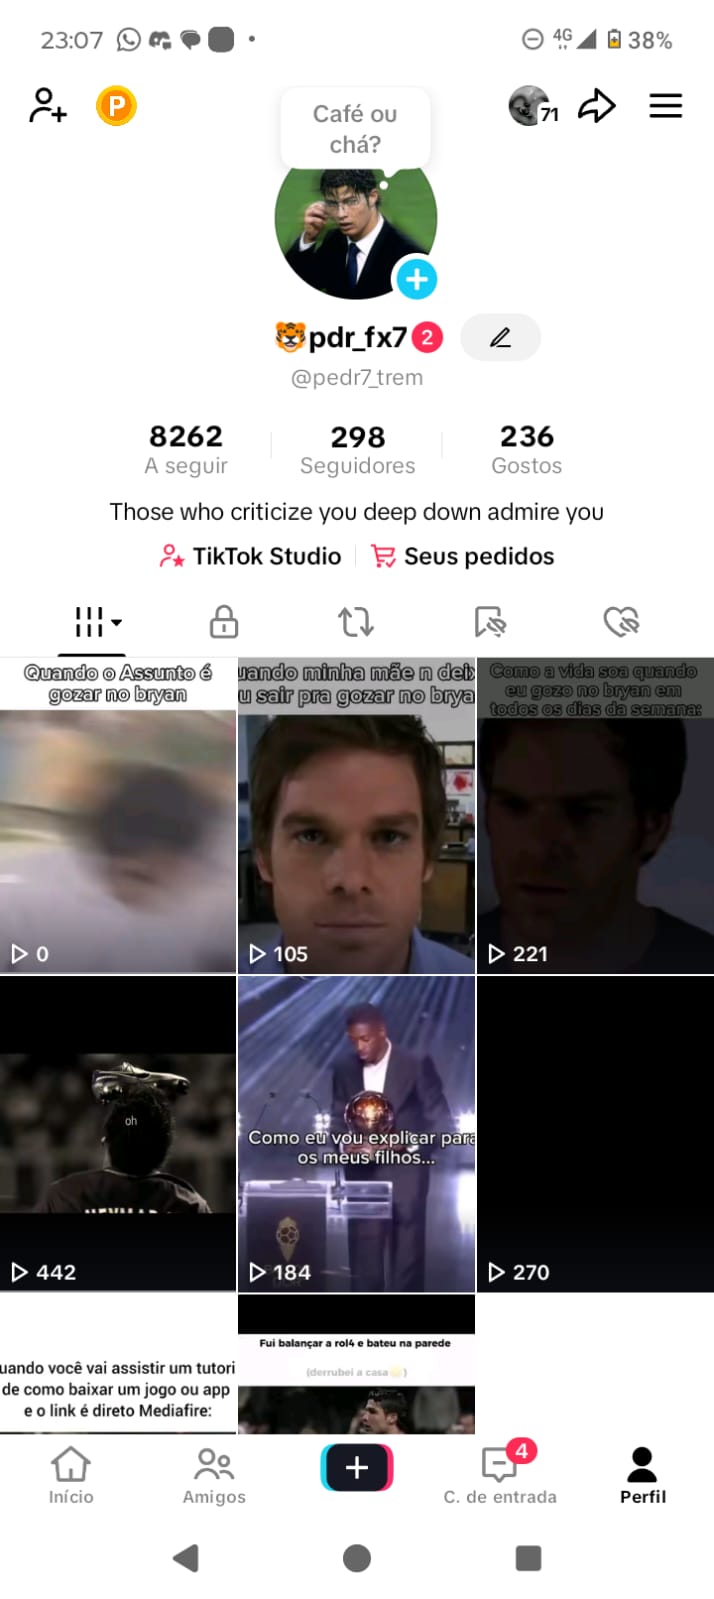 23:07
4G
38%
P
Café ou
chá?
71
🐯pdr_fx7 2
@pedr7_trem
8262 298 236
A seguir Seguidores Gostos
Those who criticize you deep down admire you
TikTok Studio Seus pedidos
Quando o Assunto é
gozar no bryan
0
uando minha mãe n deix
u sair pra gozar no brya
105
Como a vida soa quando
eu gozo no bryan em
todos os dias da semana:
221
oh
NEYMAR
442
Como eu vou explicar para
os meus filhos...
184
270
uando você vai assistir um tutori
de como baixar um jogo ou app
e o link é direto Mediafire:
Fui balançar a rol4 e bateu na parede
(derrubei a casa😔)
4
Início Amigos C. de entrada Perfil